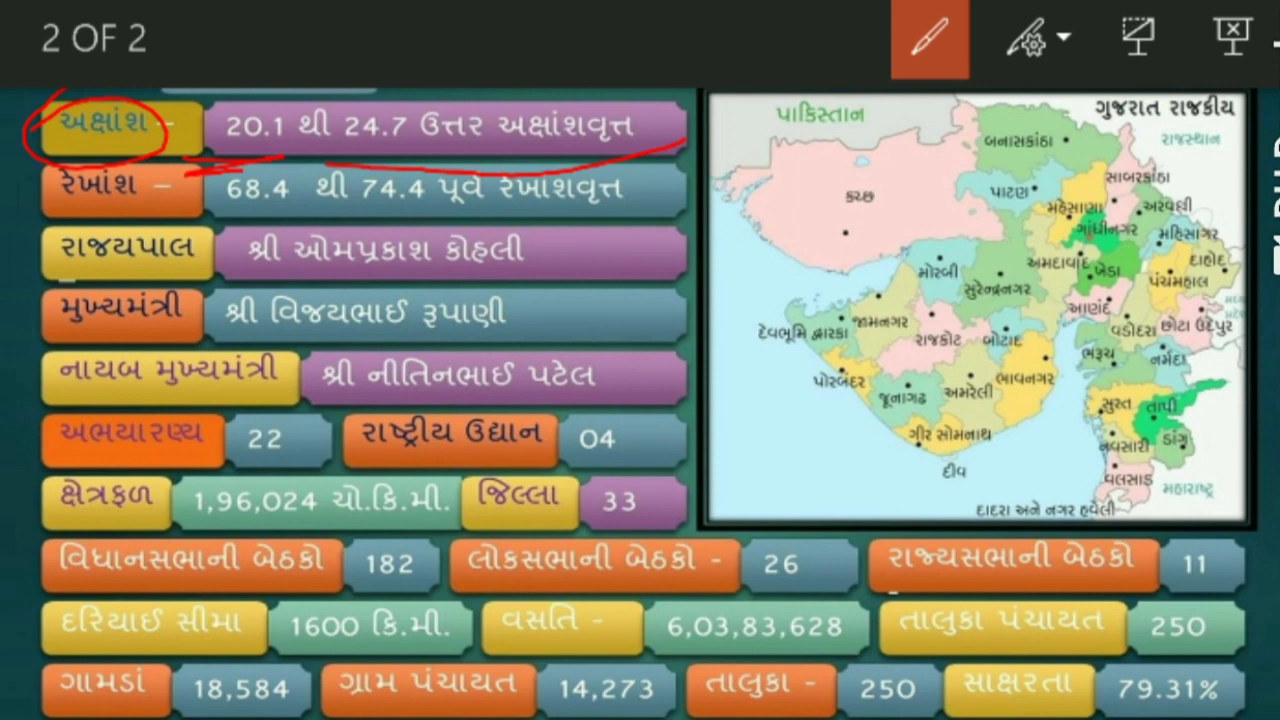 2 OF 2
અક્ષાંશ - 20.1 થી 24.7 ઉત્તર અક્ષાંશવૃત્ત
રેખાંશ - 68.4 થી 74.4 પૂર્વ રેખાંશવૃત્ત
રાજયપાલ શ્રી ઓમપ્રકાશ કોહલી
મુખ્યમંત્રી શ્રી વિજયભાઈ રૂપાણી
નાયબ મુખ્યમંત્રી શ્રી નીતિનભાઈ પટેલ
અભયારણ્ય 22 રાષ્ટ્રીય ઉદ્યાન 04
ક્ષેત્રફળ 1,96,024 ચો.કિ.મી. જિલ્લા 33
વિધાનસભાની બેઠકો 182 લોકસભાની બેઠકો - 26 રાજ્યસભાની બેઠકો 11
દરિયાઈ સીમા 1600 કિ.મી. વસતિ - 6,03,83,628 તાલુકા પંચાયત 250
ગામડાં 18,584 ગ્રામ પંચાયત 14,273 તાલુકા - 250 સાક્ષરતા 79.31%
ગુજરાત રાજકીય
પાકિસ્તાન
રાજસ્થાન
બનાસકાંઠા
પાટણ
સાબરકાંઠા
કચ્છ
મહેસાણા
અરવલ્લી
ગાંધીનગર
મહિસાગર
મોરબી
સુરેન્દ્રનગર
અમદાવાદ
ખેડા
પંચમહાલ
દાહોદ
આણંદ
વડોદરા
છોટા ઉદેપુર
દેવભૂમિ દ્વારકા
જામનગર
રાજકોટ
બોટાદ
ભરૂચ
નર્મદા
પોરબંદર
જૂનાગઢ
અમરેલી
ભાવનગર
સુરત
તાપી
ગીર સોમનાથ
નવસારી
ડાંગ
દીવ
વલસાડ
મહારાષ્ટ્ર
દાદરા અને નગર હવેલી